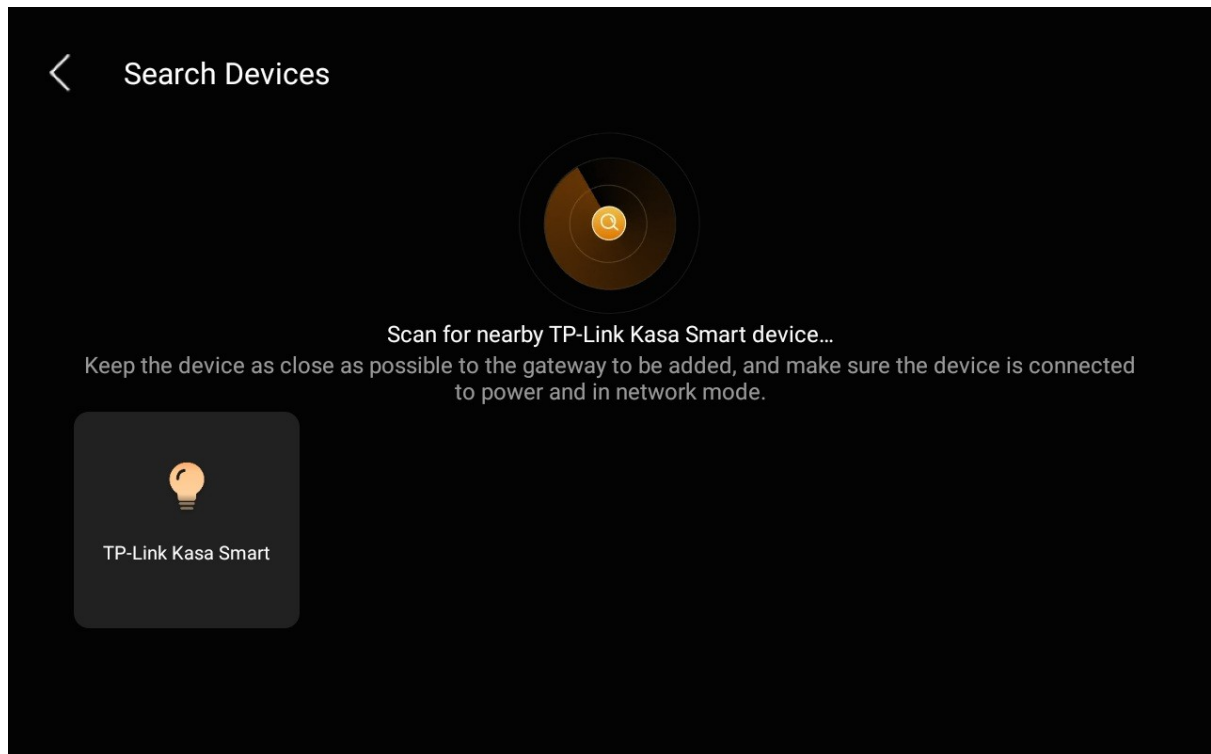 Search Devices
Scan for nearby TP-Link Kasa Smart device...
Keep the device as close as possible to the gateway to be added, and make sure the device is connected
to power and in network mode.
TP-Link Kasa Smart